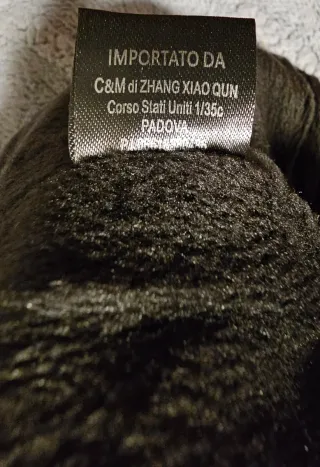 IMPORTATO DA
C&M di ZHANG XIAO QUN
Corso Stati Uniti 1/35c
PADOVA